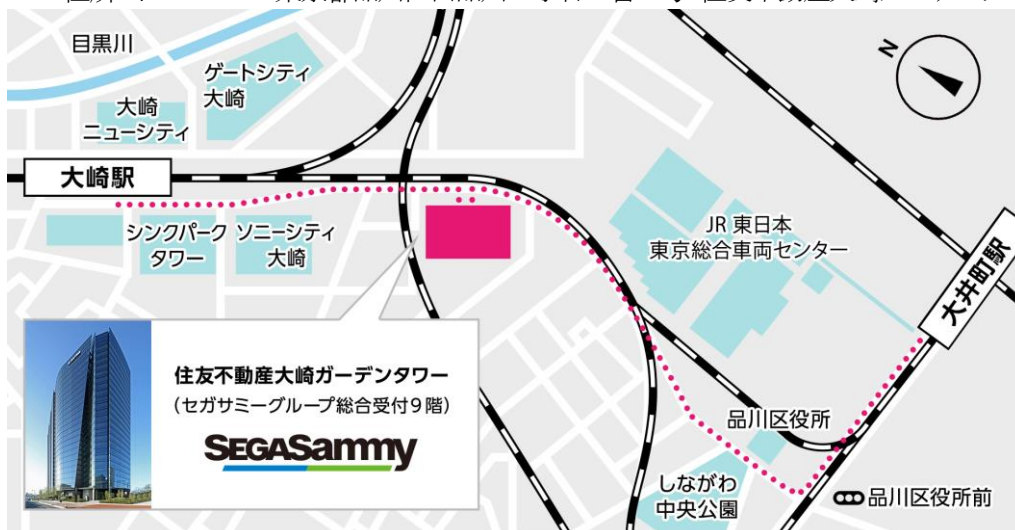 目黒川
ゲートシティ
大崎
大崎
ニューシティ
N
大崎駅
シンクパーク
タワー
ソニーシティ
大崎
JR 東日本
東京総合車両センター
大井町駅
住友不動産大崎ガーデンタワー
(セガサミーグループ総合受付9階)
SEGASammy
品川区役所
しながわ
中央公園
品川区役所前